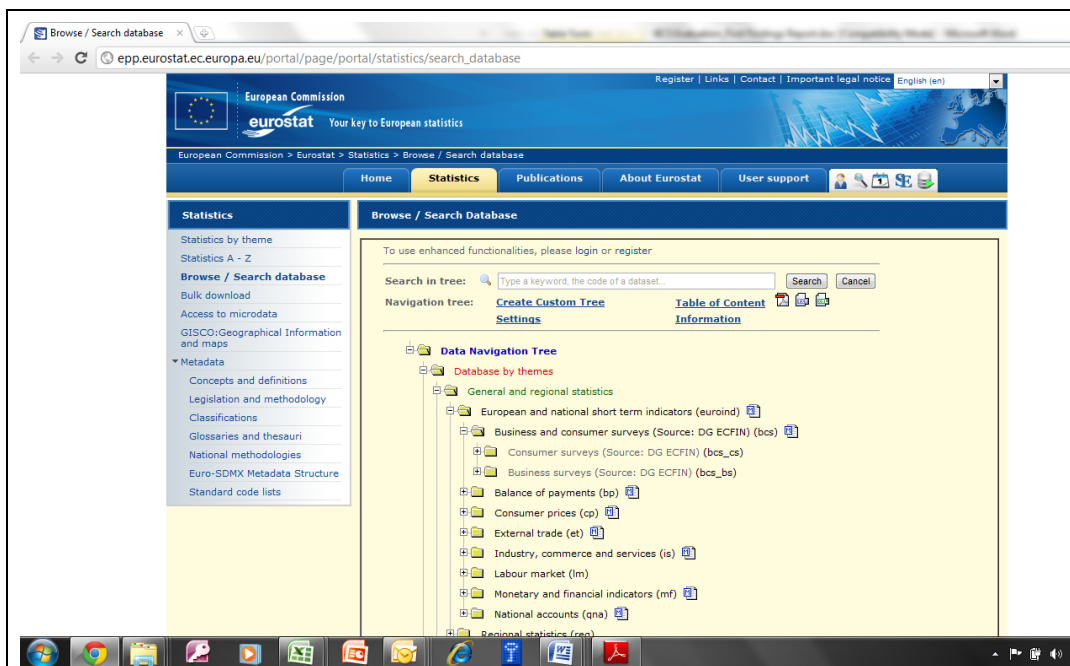 Browse / Search database
epp.eurostat.ec.europa.eu/portal/page/portal/statistics/search_database
Register | Links | Contact | Important legal notice English (en)
European Commission
eurostat Your key to European statistics
European Commission > Eurostat > Statistics > Browse / Search database
Home Statistics Publications About Eurostat User support
Statistics
Statistics by theme
Statistics A - Z
Browse / Search database
Bulk download
Access to microdata
GISCO:Geographical Information
and maps
Metadata
Concepts and definitions
Legislation and methodology
Classifications
Glossaries and thesauri
National methodologies
Euro-SDMX Metadata Structure
Standard code lists
Browse / Search Database
To use enhanced functionalities, please login or register
Search in tree: Type a keyword, the code of a dataset... Search Cancel
Navigation tree: Create Custom Tree Table of Content
Settings Information
Data Navigation Tree
Database by themes
General and regional statistics
European and national short term indicators (euroind)
Business and consumer surveys (Source: DG ECFIN) (bcs)
Consumer surveys (Source: DG ECFIN) (bcs_cs)
Business surveys (Source: DG ECFIN) (bcs_bs)
Balance of payments (bp)
Consumer prices (cp)
External trade (et)
Industry, commerce and services (is)
Labour market (lm)
Monetary and financial indicators (mf)
National accounts (qna)
Regional statistics (reg)